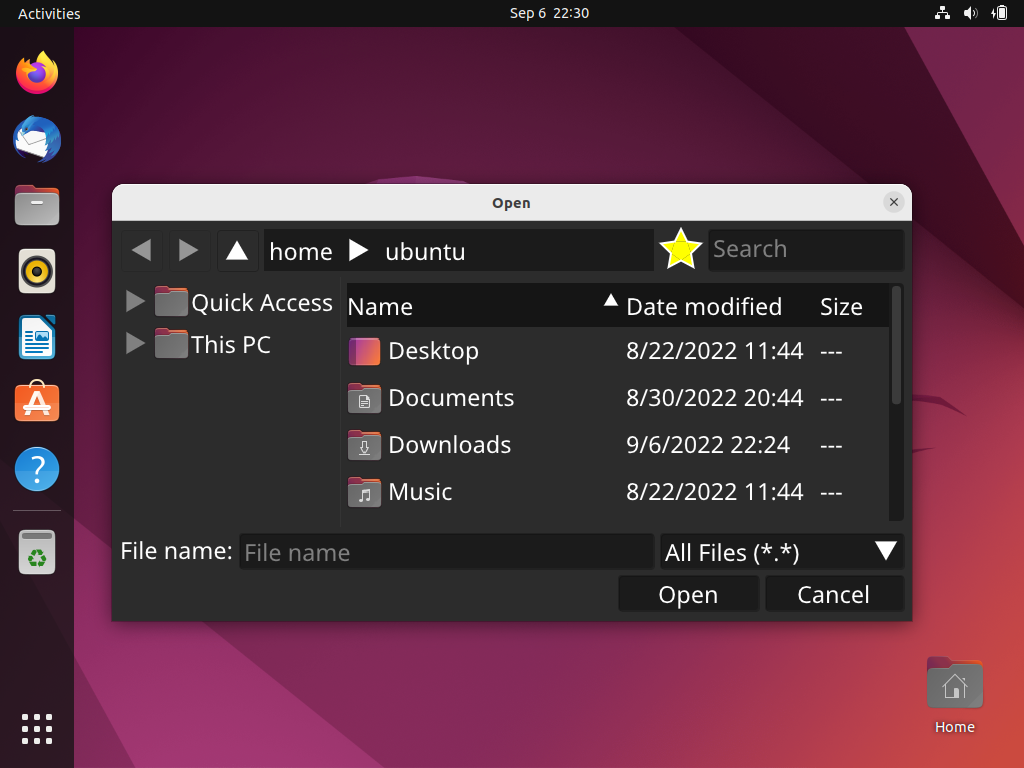 Activities
Sep 6 22:30
Open
home ubuntu
Search
Quick Access
This PC
Name Date modified Size
Desktop 8/22/2022 11:44 ---
Documents 8/30/2022 20:44 ---
Downloads 9/6/2022 22:24 ---
Music 8/22/2022 11:44 ---
File name: File name All Files (*.*)
Open Cancel
Home